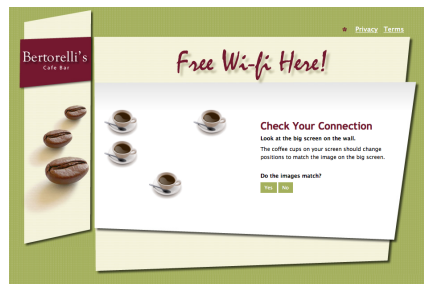 Privacy Terms
Bertorelli's
Cafe Bar
Free Wi-fi Here!
Check Your Connection
Look at the big screen on the wall.
The coffee cups on your screen should change
positions to match the image on the big screen.
Do the images match?
Yes No